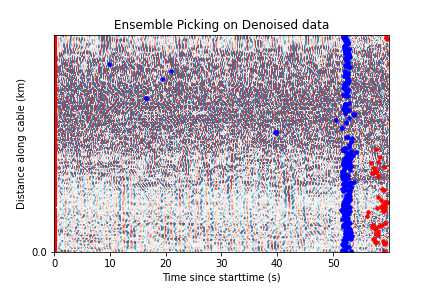 Ensemble Picking on Denoised data
Distance along cable (km)
0.0
0 10 20 30 40 50
Time since starttime (s)